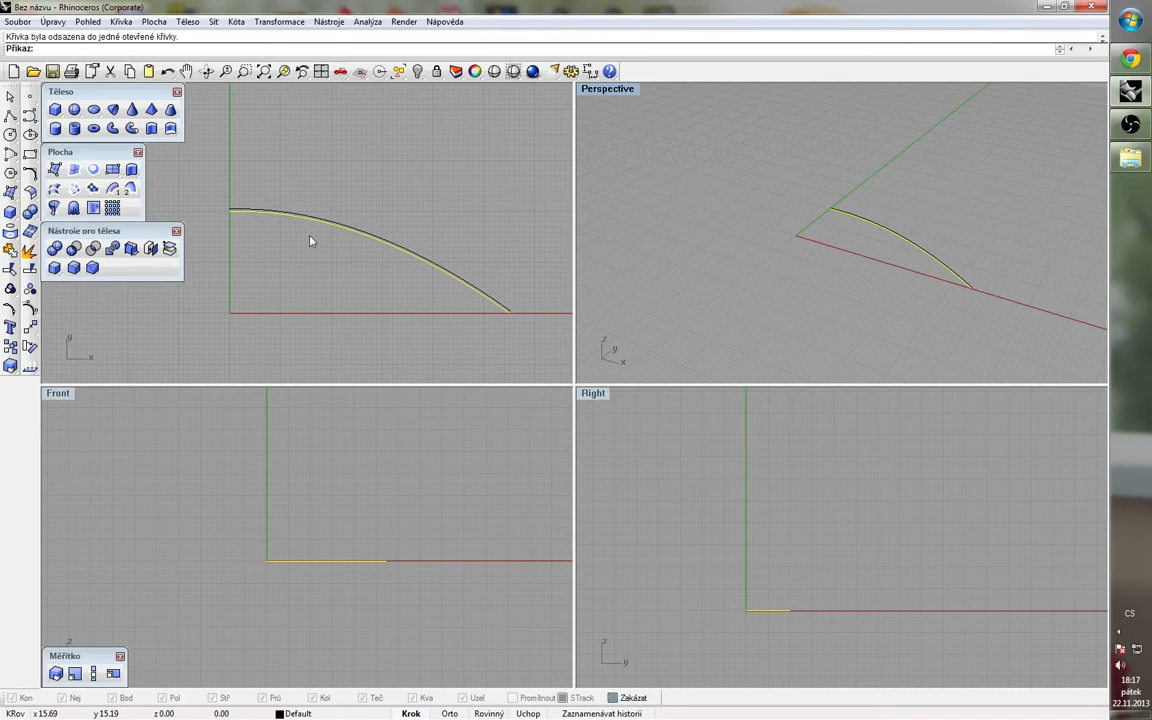 Bez názvu - Rhinoceros (Corporate)
Soubor Úpravy Pohled Křivka Plocha Těleso Síť Kóta Transformace Nástroje Analýza Render Nápověda
Křivka byla odsazena do jedné otevřené křivky.
Příkaz:
Těleso
Perspective
Plocha
1 2
Nástroje pro tělesa
y
x
z
y
x
Front
Right
z
z
y
Měřítko
Kon Nej Bod Pol Stř Prů Kol Teč Kva Uzel Promítnout STrack Zakázat
KRov x 15.69 y 15.19 z 0.00 0.00 Default Krok Orto Rovinný Uchop Zaznamenávat historii
CS
18:17
pátek
22.11.2013